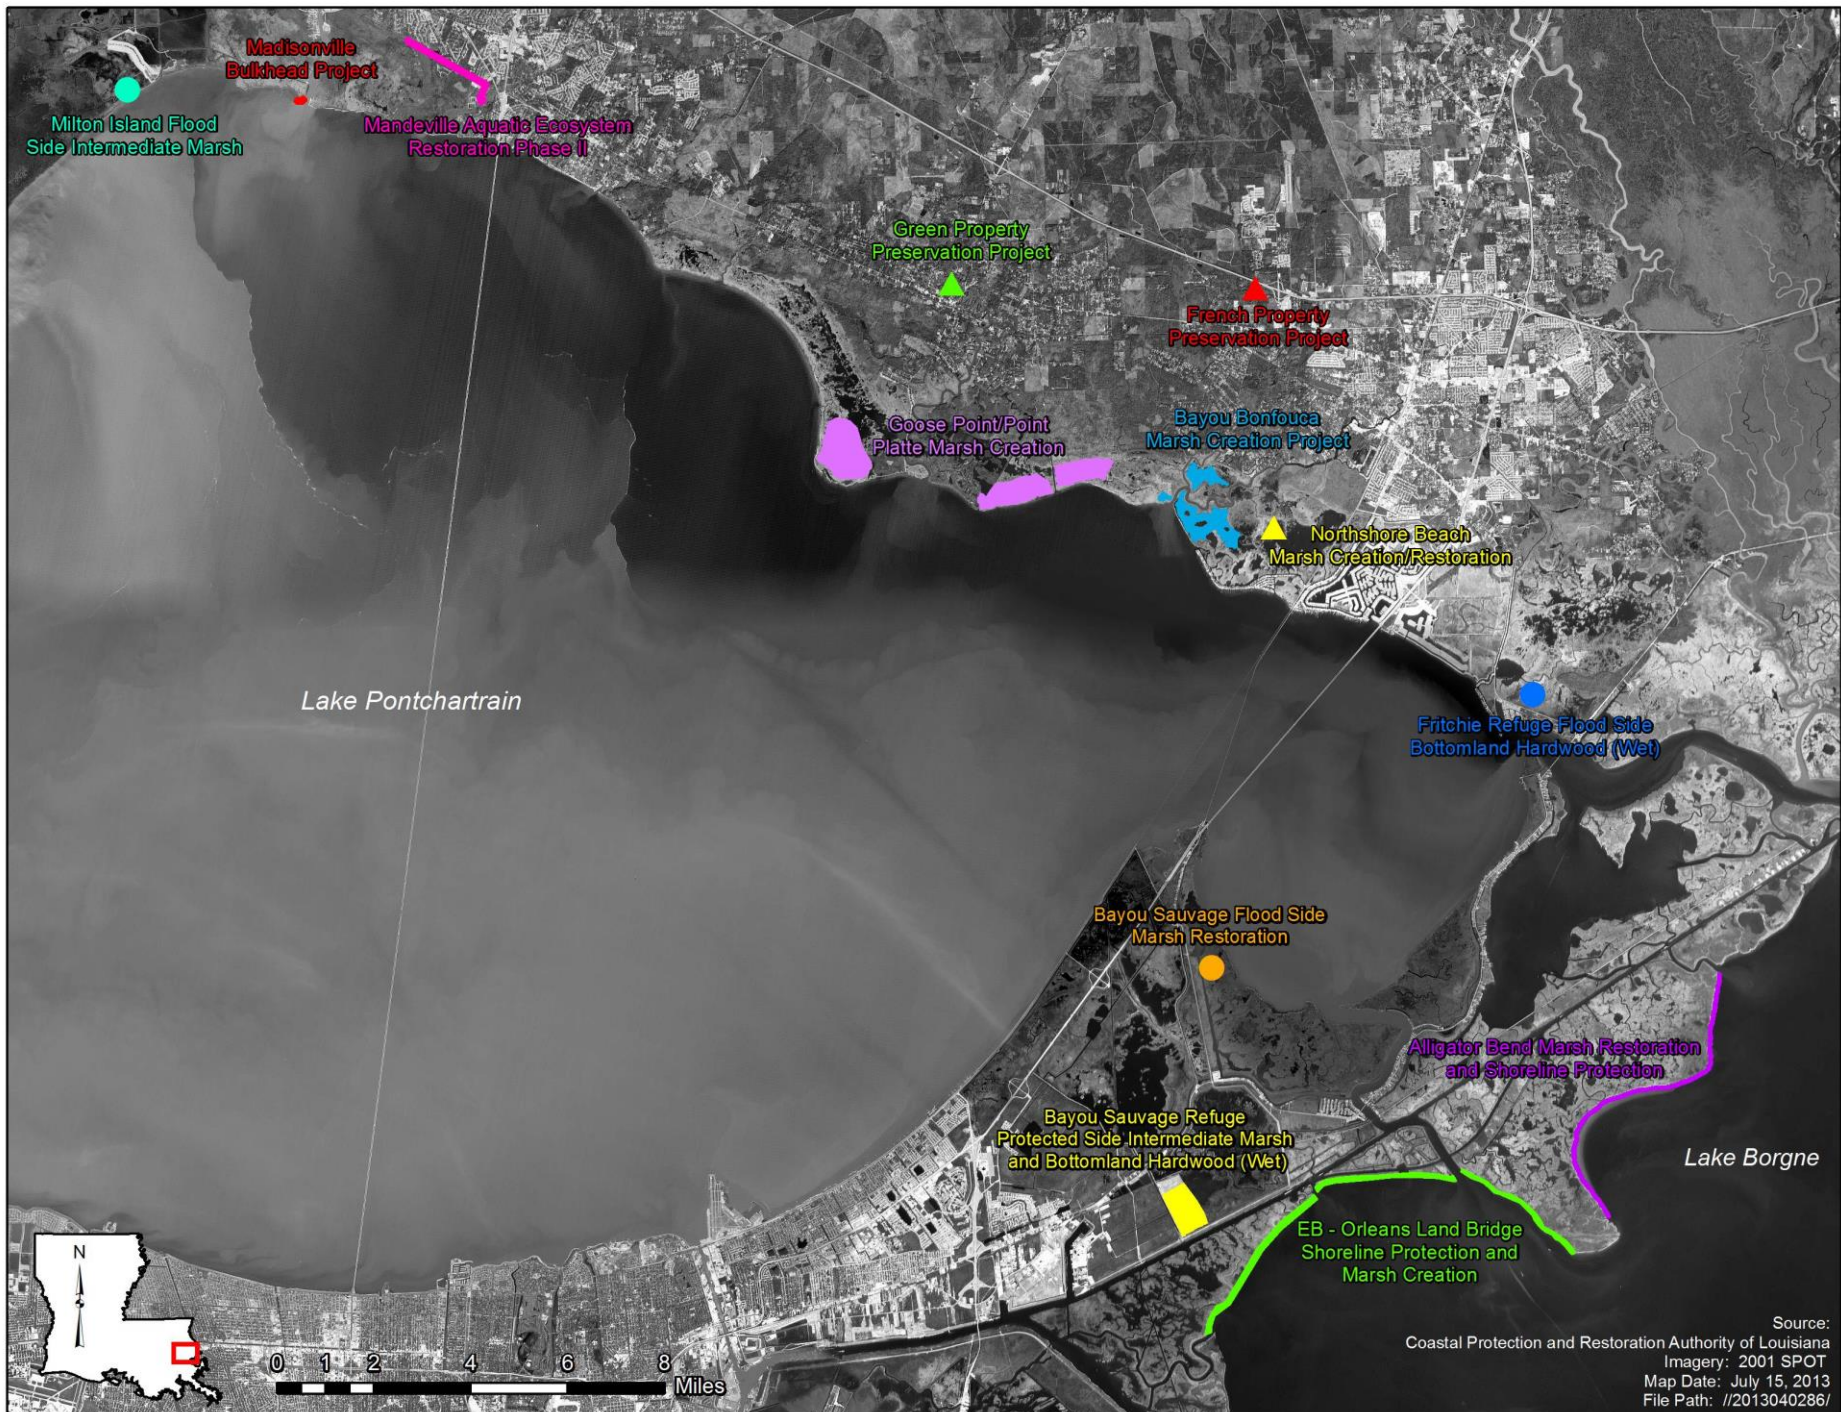 Madisonville
Bulkhead Project
Milton Island Flood
Side Intermediate Marsh
Mandeville Aquatic Ecosystem
Restoration Phase II
Green Property
Preservation Project
French Property
Preservation Project
Goose Point/Point
Platte Marsh Creation
Bayou Bonfouca
Marsh Creation Project
Northshore Beach
Marsh Creation/Restoration
Lake Pontchartrain
Fritchie Refuge Flood Side
Bottomland Hardwood (Wet)
Bayou Sauvage Flood Side
Marsh Restoration
Alligator Bend Marsh Restoration
and Shoreline Protection
Bayou Sauvage Refuge
Protected Side Intermediate Marsh
and Bottomland Hardwood (Wet)
Lake Borgne
EB - Orleans Land Bridge
Shoreline Protection and
Marsh Creation
N
0 1 2 4 6 8
Miles
Source:
Coastal Protection and Restoration Authority of Louisiana
Imagery: 2001 SPOT
Map Date: July 15, 2013
File Path: //2013040286/